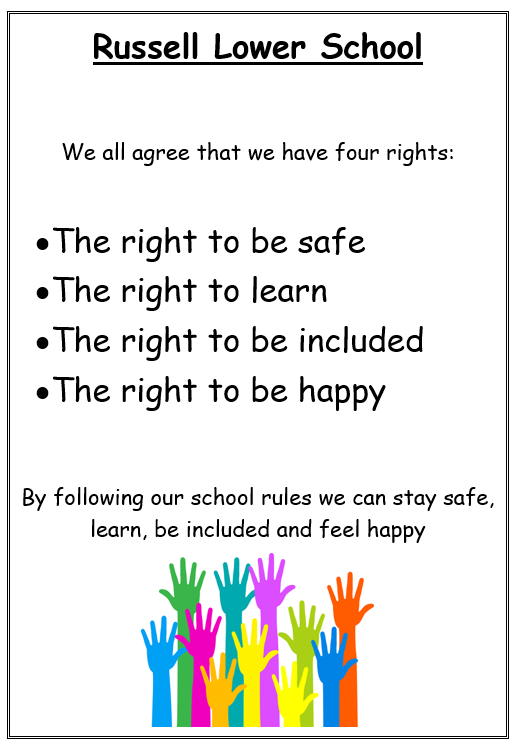 Russell Lower School
We all agree that we have four rights:
•The right to be safe
•The right to learn
•The right to be included
•The right to be happy
By following our school rules we can stay safe,
learn, be included and feel happy